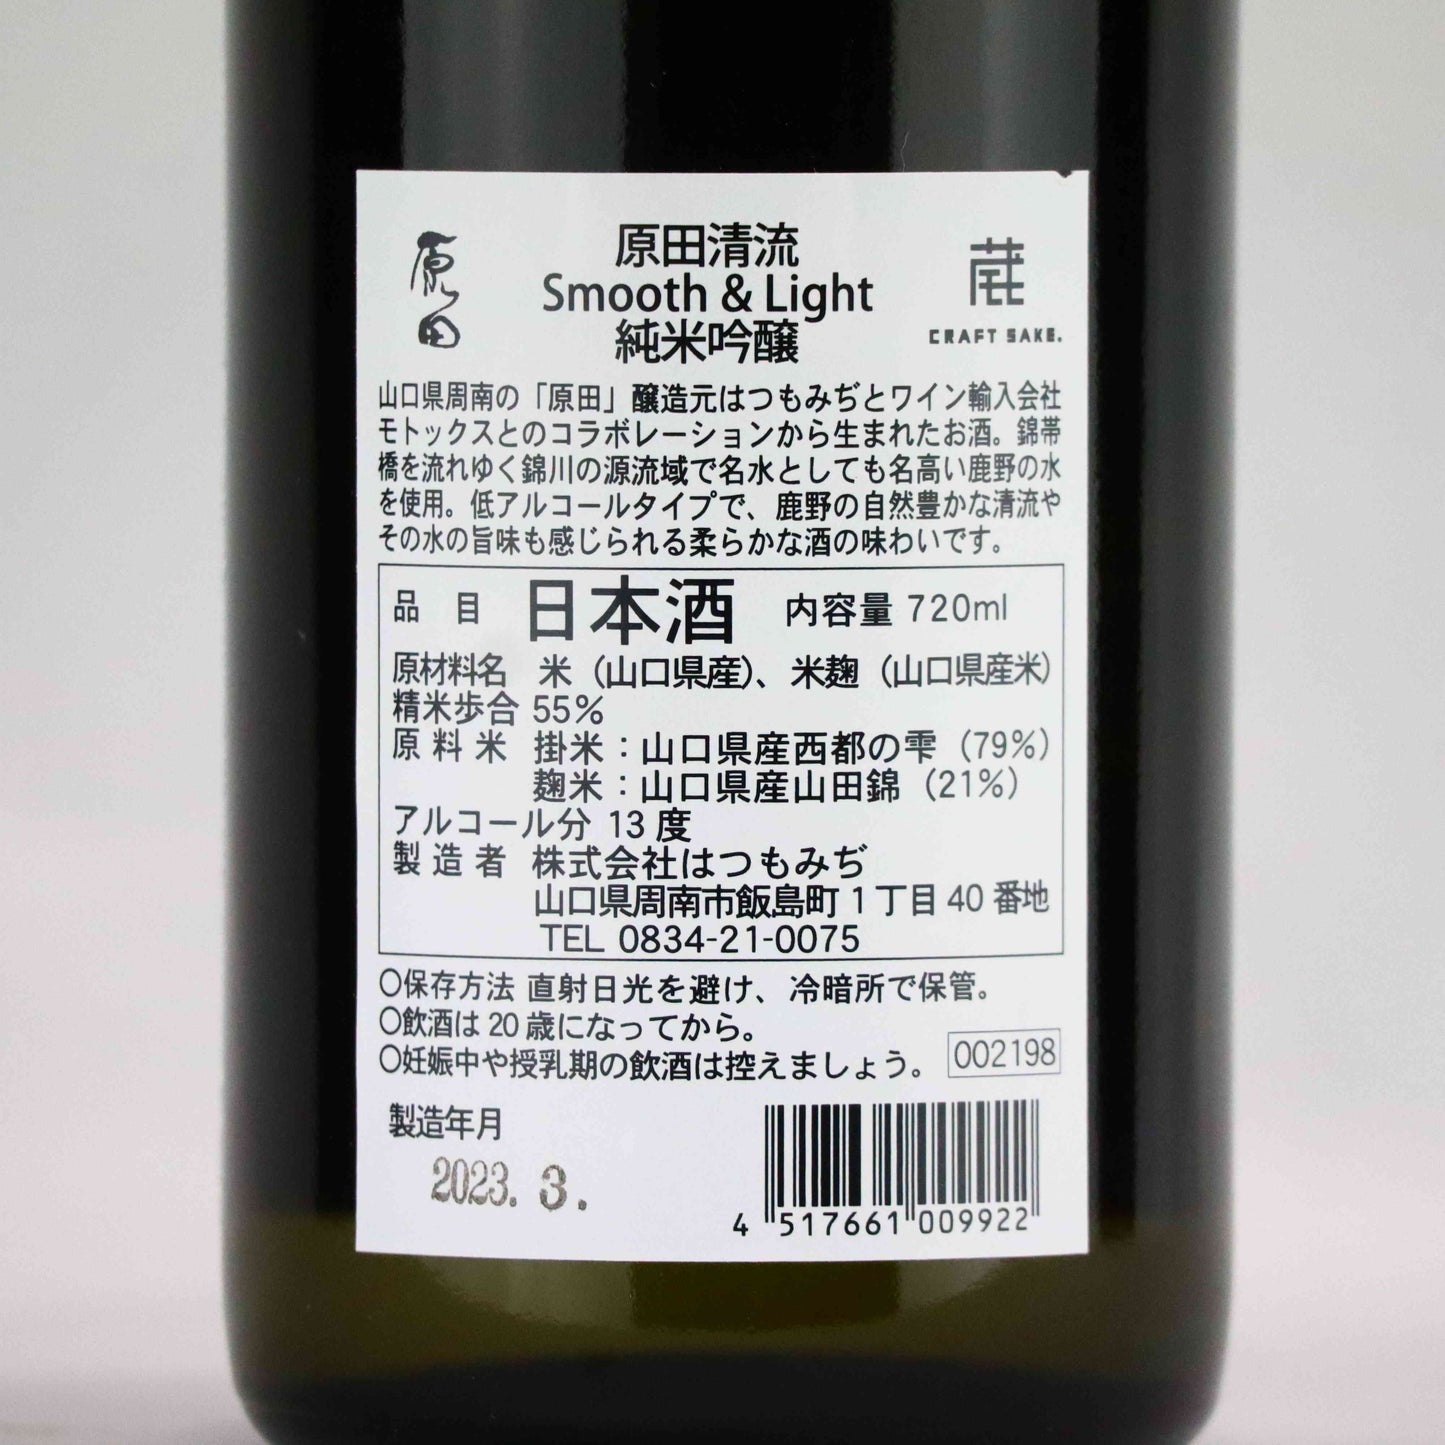 原田
原田清流
Smooth & Light
純米吟醸
蔵
CRAFT SAKE.
山口県周南の「原田」醸造元はつもみぢとワイン輸入会社
モトックスとのコラボレーションから生まれたお酒。錦帯
橋を流れゆく錦川の源流域で名水としても名高い鹿野の水
を使用。低アルコールタイプで、鹿野の自然豊かな清流や
その水の旨味も感じられる柔らかな酒の味わいです。
品 目 日本酒 内容量 720ml
原材料名 米（山口県産）、米麹（山口県産米）
精米歩合 55%
原料米 掛米：山口県産西都の雫（79%）
麹米：山口県産山田錦（21%）
アルコール分 13度
製造者 株式会社はつもみぢ
山口県周南市飯島町1丁目40番地
TEL 0834-21-0075
○保存方法 直射日光を避け、冷暗所で保管。
○飲酒は20歳になってから。
○妊娠中や授乳期の飲酒は控えましょう。 002198
製造年月
2023. 3.
4 517661 009922